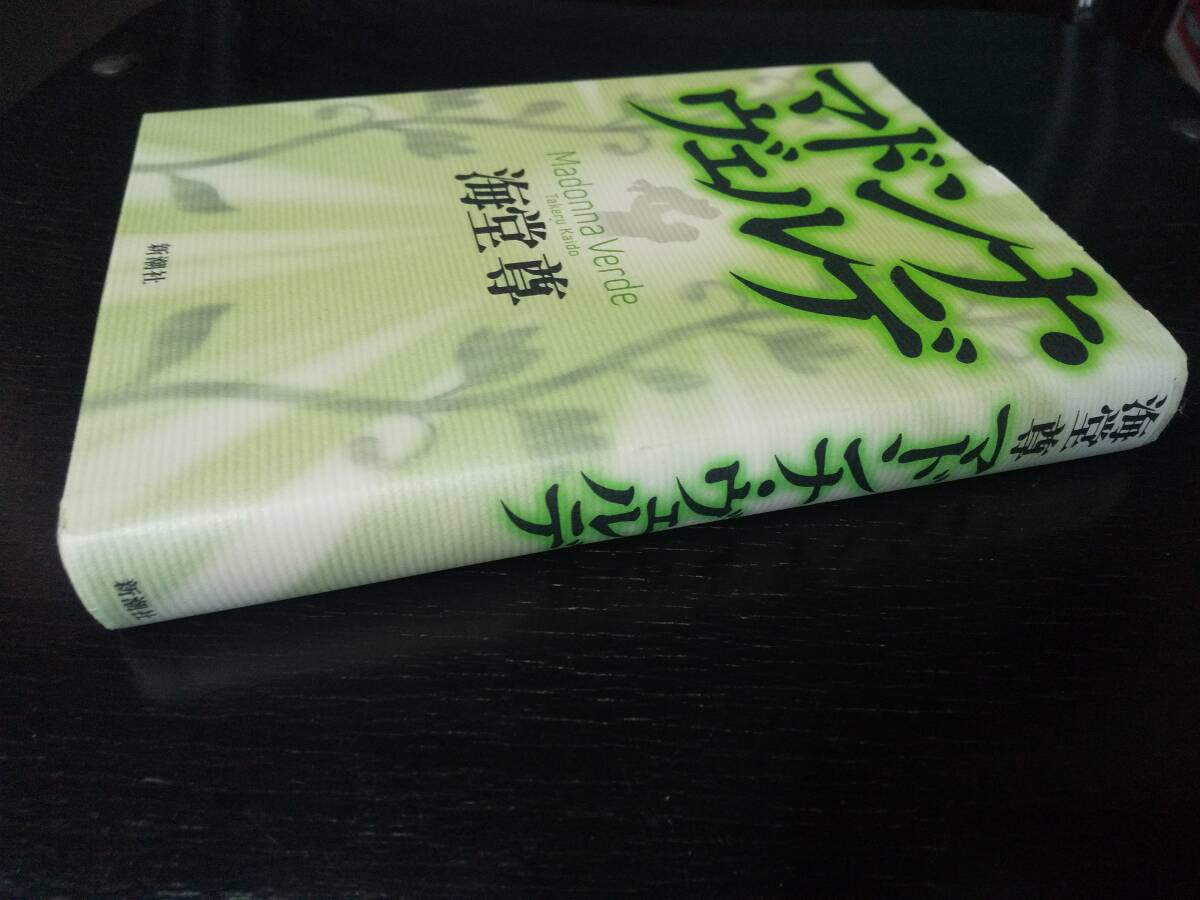 マドンナ・
ヴェルデ
Madonna Verde
Takeru Kaido
海堂 尊
新潮社
海堂 尊 マドンナ・ヴェルデ
新潮社